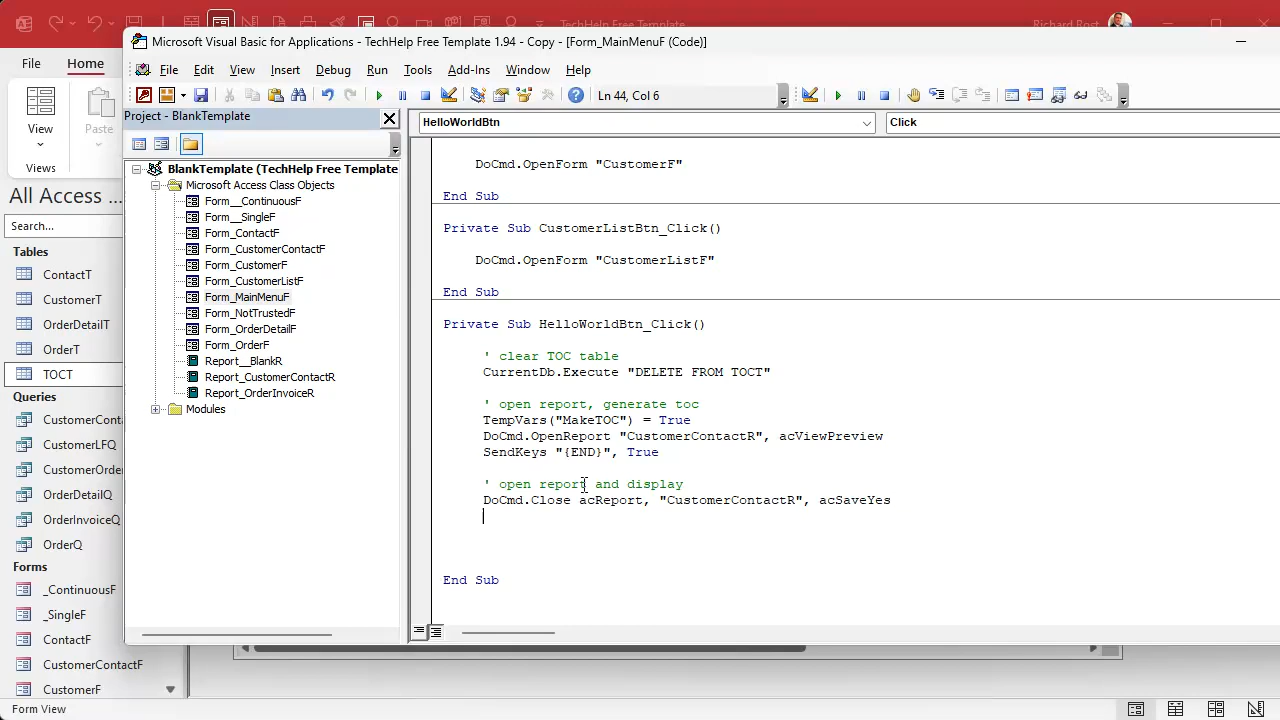 TechHelp Free Template
Richard Rost
Microsoft Visual Basic for Applications - TechHelp Free Template 1.94 - Copy - [Form_MainMenuF (Code)]
File
Home
File Edit View Insert Debug Run Tools Add-Ins Window Help
Ln 44, Col 6
View
Paste
Views
Project - BlankTemplate
HelloWorldBtn
Click
BlankTemplate (TechHelp Free Template
Microsoft Access Class Objects
Form__ContinuousF
Form__SingleF
Form_ContactF
Form_CustomerContactF
Form_CustomerF
Form_CustomerListF
Form_MainMenuF
Form_NotTrustedF
Form_OrderDetailF
Form_OrderF
Report__BlankR
Report_CustomerContactR
Report_OrderInvoiceR
Modules
All Access ...
Search...
Tables
ContactT
CustomerT
OrderDetailT
OrderT
TOCT
Queries
CustomerConta
CustomerLFQ
CustomerOrder
OrderDetailQ
OrderInvoiceQ
OrderQ
Forms
_ContinuousF
_SingleF
ContactF
CustomerContactF
CustomerF
Form View
DoCmd.OpenForm "CustomerF"
End Sub
Private Sub CustomerListBtn_Click()
DoCmd.OpenForm "CustomerListF"
End Sub
Private Sub HelloWorldBtn_Click()
' clear TOC table
CurrentDb.Execute "DELETE FROM TOCT"
' open report, generate toc
TempVars("MakeTOC") = True
DoCmd.OpenReport "CustomerContactR", acViewPreview
SendKeys "{END}", True
' open report and display
DoCmd.Close acReport, "CustomerContactR", acSaveYes
End Sub